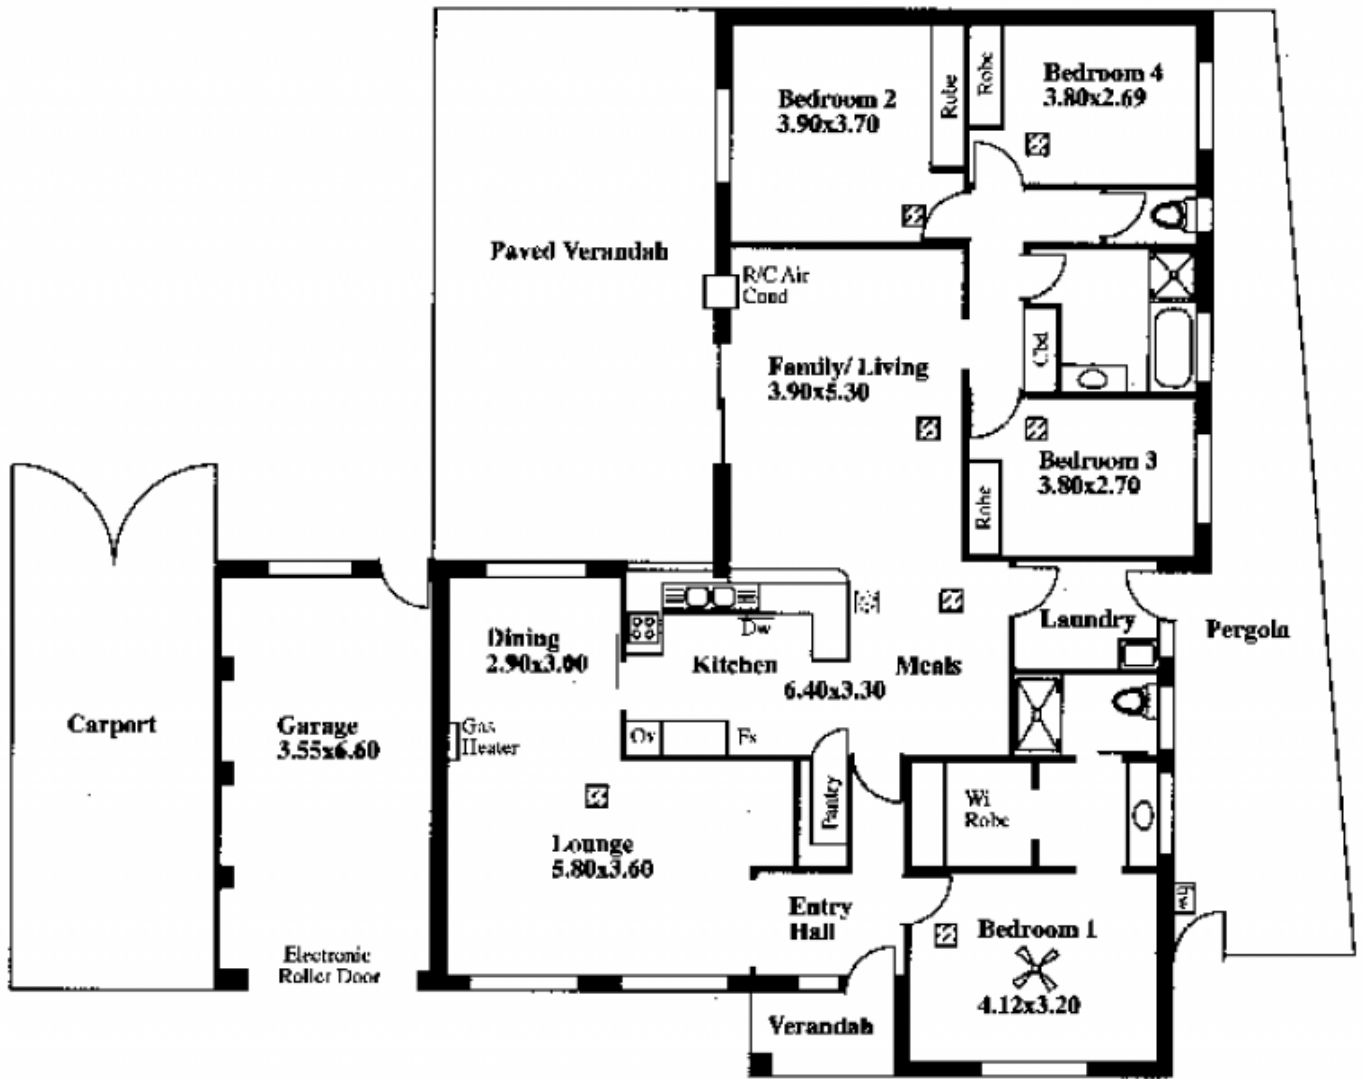 Bedroom 2
3.90x3.70
Robe
Robe
Bedroom 4
3.80x2.69
Paved Verandah
R/C Air
Cond
Family/ Living
3.90x5.30
Cbd
Bedroom 3
3.80x2.70
Robe
Dining
2.90x3.00
Dw
Kitchen
Meals
6.40x3.30
Laundry
Pergola
Carport
Garage
3.55x6.60
Gas
Heater
Ov
Fs
Pantry
Wi
Robe
Lounge
5.80x3.60
Entry
Hall
Bedroom 1
4.12x3.20
Electronic
Roller Door
Verandah